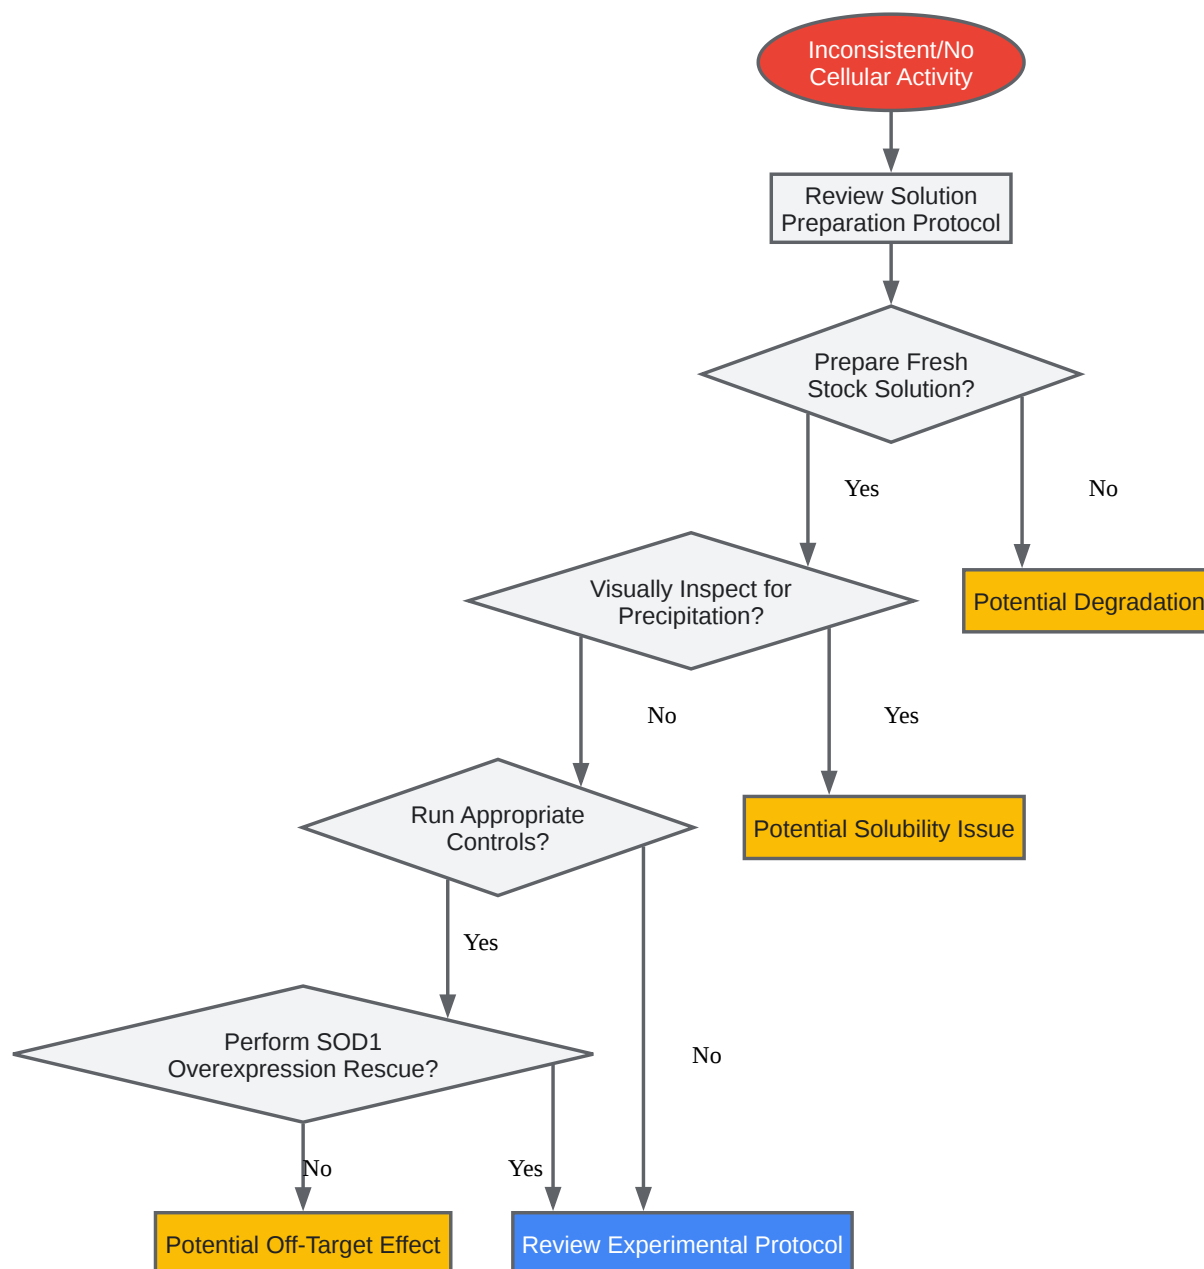 Inconsistent/No
Cellular Activity
Review Solution
Preparation Protocol
Prepare Fresh
Stock Solution?
Yes
No
Visually Inspect for
Precipitation?
Potential Degradation
No
Yes
Run Appropriate
Controls?
Potential Solubility Issue
Yes
Perform SOD1
Overexpression Rescue?
No
No
Yes
Potential Off-Target Effect
Review Experimental Protocol